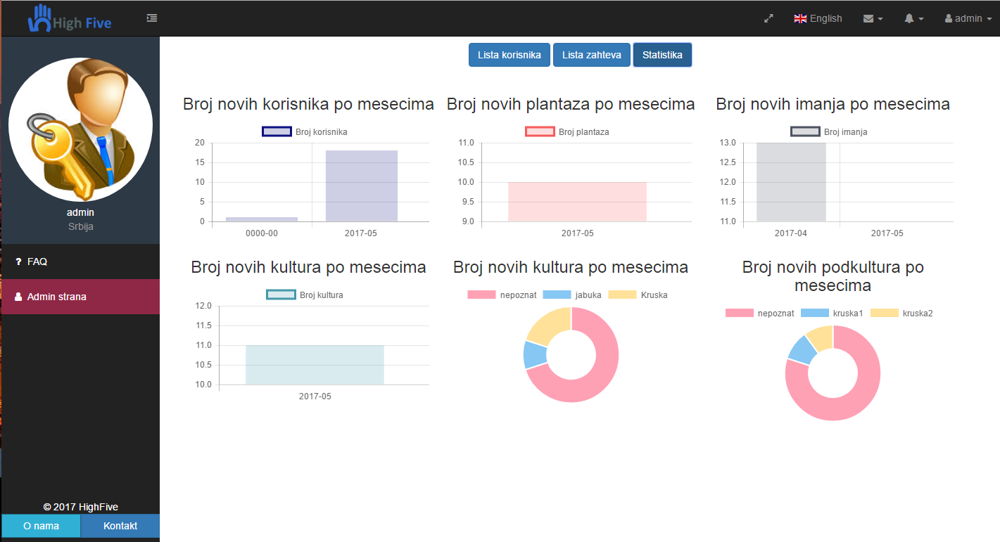 High Five
English
admin
admin
Srbija
? FAQ
Admin strana
© 2017 HighFive
O nama Kontakt
Lista korisnika Lista zahteva Statistika
Broj novih korisnika po mesecima
Broj korisnika
20
15
10
5
0
0000-00 2017-05
Broj novih plantaza po mesecima
Broj plantaza
11.0
10.5
10.0
9.5
9.0
2017-05
Broj novih imanja po mesecima
Broj imanja
13.0
12.5
12.0
11.5
11.0
2017-04 2017-05
Broj novih kultura po mesecima
Broj kultura
12.0
11.5
11.0
10.5
10.0
2017-05
Broj novih kultura po mesecima
nepoznat jabuka Kruska
Broj novih podkultura po
mesecima
nepoznat kruska1 kruska2